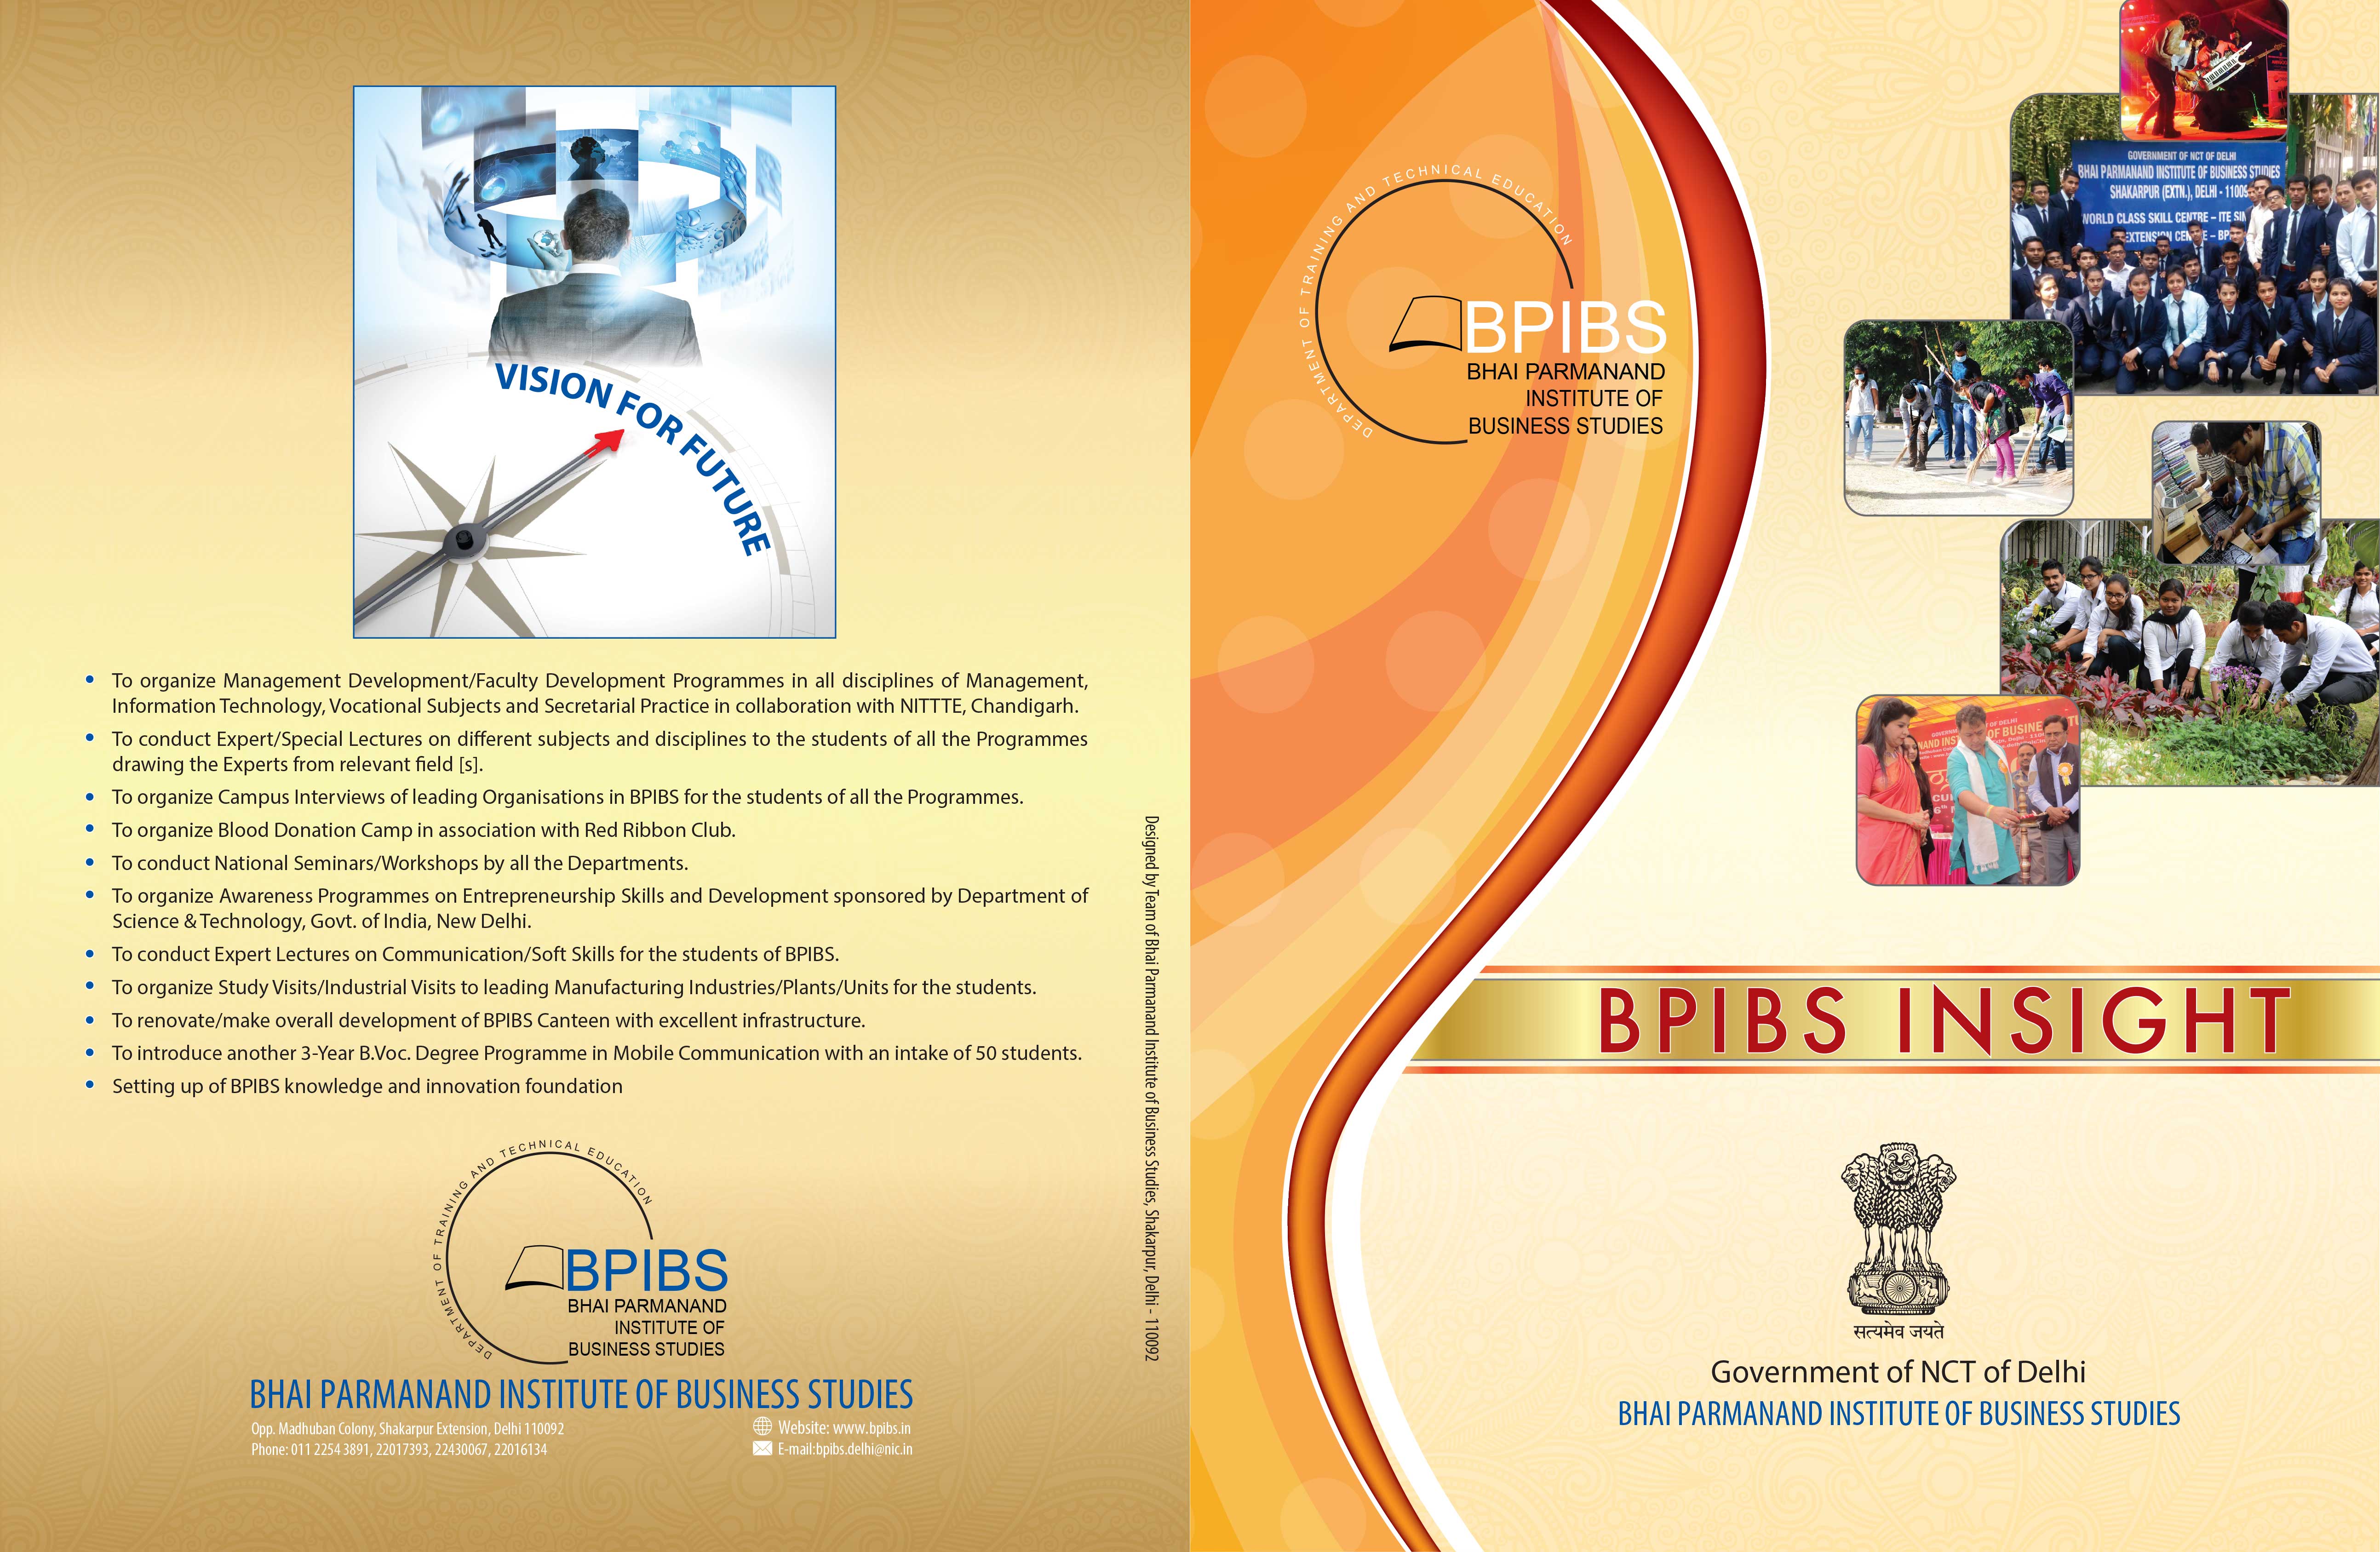 VISION FOR FUTURE
To organize Management Development/Faculty Development Programmes in all disciplines of Management,
Information Technology, Vocational Subjects and Secretarial Practice in collaboration with NITTTE, Chandigarh.
To conduct Expert/Special Lectures on different subjects and disciplines to the students of all the Programmes
drawing the Experts from relevant field [s].
To organize Campus Interviews of leading Organisations in BPIBS for the students of all the Programmes.
To organize Blood Donation Camp in association with Red Ribbon Club.
To conduct National Seminars/Workshops by all the Departments.
To organize Awareness Programmes on Entrepreneurship Skills and Development sponsored by Department of
Science & Technology, Govt. of India, New Delhi.
To conduct Expert Lectures on Communication/Soft Skills for the students of BPIBS.
To organize Study Visits/Industrial Visits to leading Manufacturing Industries/Plants/Units for the students.
To renovate/make overall development of BPIBS Canteen with excellent infrastructure.
To introduce another 3-Year B.Voc. Degree Programme in Mobile Communication with an intake of 50 students.
Setting up of BPIBS knowledge and innovation foundation
DEPARTMENT OF TRAINING AND TECHNICAL EDUCATION
BPIBS
BHAI PARMANAND
INSTITUTE OF
BUSINESS STUDIES
BHAI PARMANAND INSTITUTE OF BUSINESS STUDIES
Opp. Madhuban Colony, Shakarpur Extension, Delhi 110092
Phone: 011 2254 3891, 22017393, 22430067, 22016134
Website: www.bpibs.in
E-mail:bpibs.delhi@nic.in
Designed by Team of Bhai Parmanand Institute of Business Studies, Shakarpur, Delhi - 110092
DEPARTMENT OF TRAINING AND TECHNICAL EDUCATION
BPIBS
BHAI PARMANAND
INSTITUTE OF
BUSINESS STUDIES
GOVERNMENT OF NCT OF DELHI
BHAI PARMANAND INSTITUTE OF BUSINESS STUDIES
SHAKARPUR (EXTN.), DELHI - 11009
WORLD CLASS SKILL CENTRE – ITE SIN
EXTENSION CENTRE – BP
OF DELHI
NAND INS OF BUSINE
BPIBS INSIGHT
सत्यमेव जयते
Government of NCT of Delhi
BHAI PARMANAND INSTITUTE OF BUSINESS STUDIES